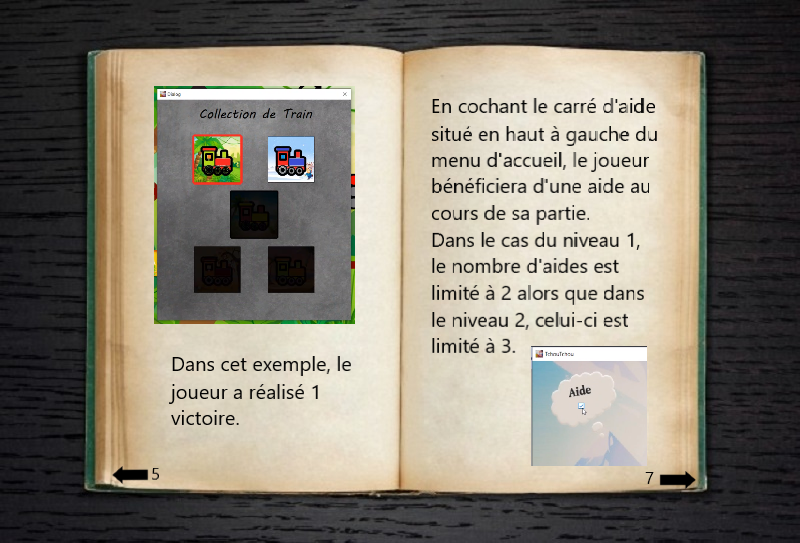 Dialog
Collection de Train
Dans cet exemple, le
joueur a réalisé 1
victoire.
5
En cochant le carré d'aide
situé en haut à gauche du
menu d'accueil, le joueur
bénéficiera d'une aide au
cours de sa partie.
Dans le cas du niveau 1,
le nombre d'aides est
limité à 2 alors que dans
le niveau 2, celui-ci est
limité à 3.
TchouTchou
Aide
7